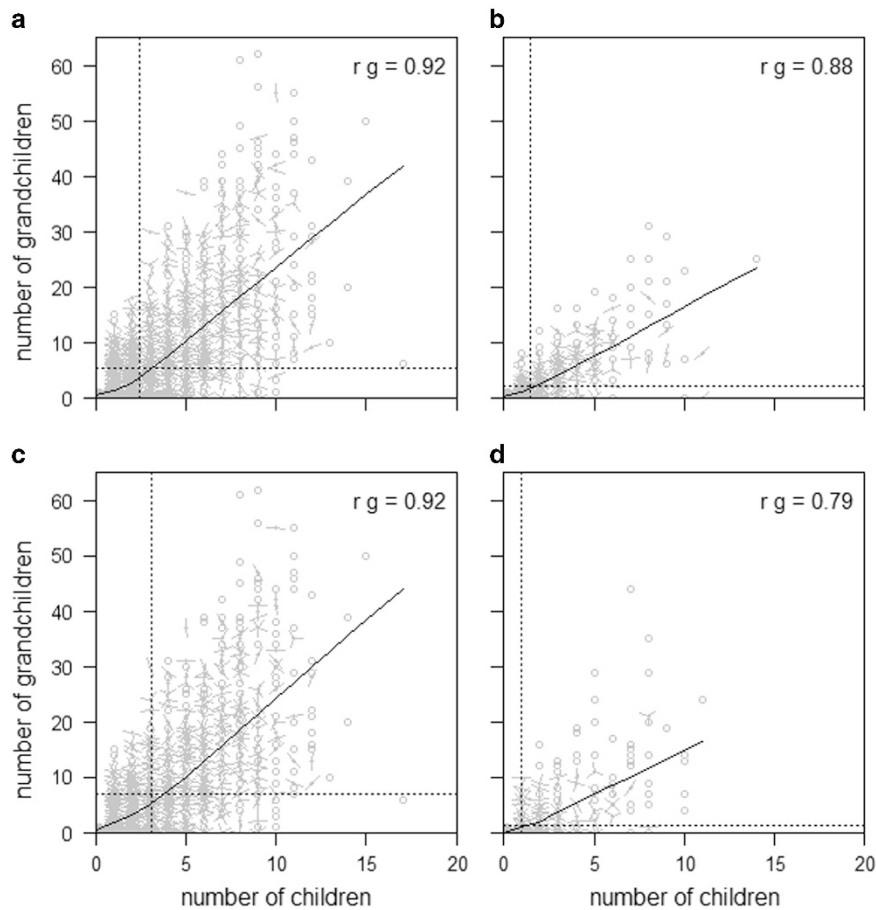 a
r g = 0.92
60
50
40
30
20
10
0
number of grandchildren
b
r g = 0.88
c
r g = 0.92
60
50
40
30
20
10
0
number of grandchildren
0 5 10 15 20
number of children
d
r g = 0.79
0 5 10 15 20
number of children